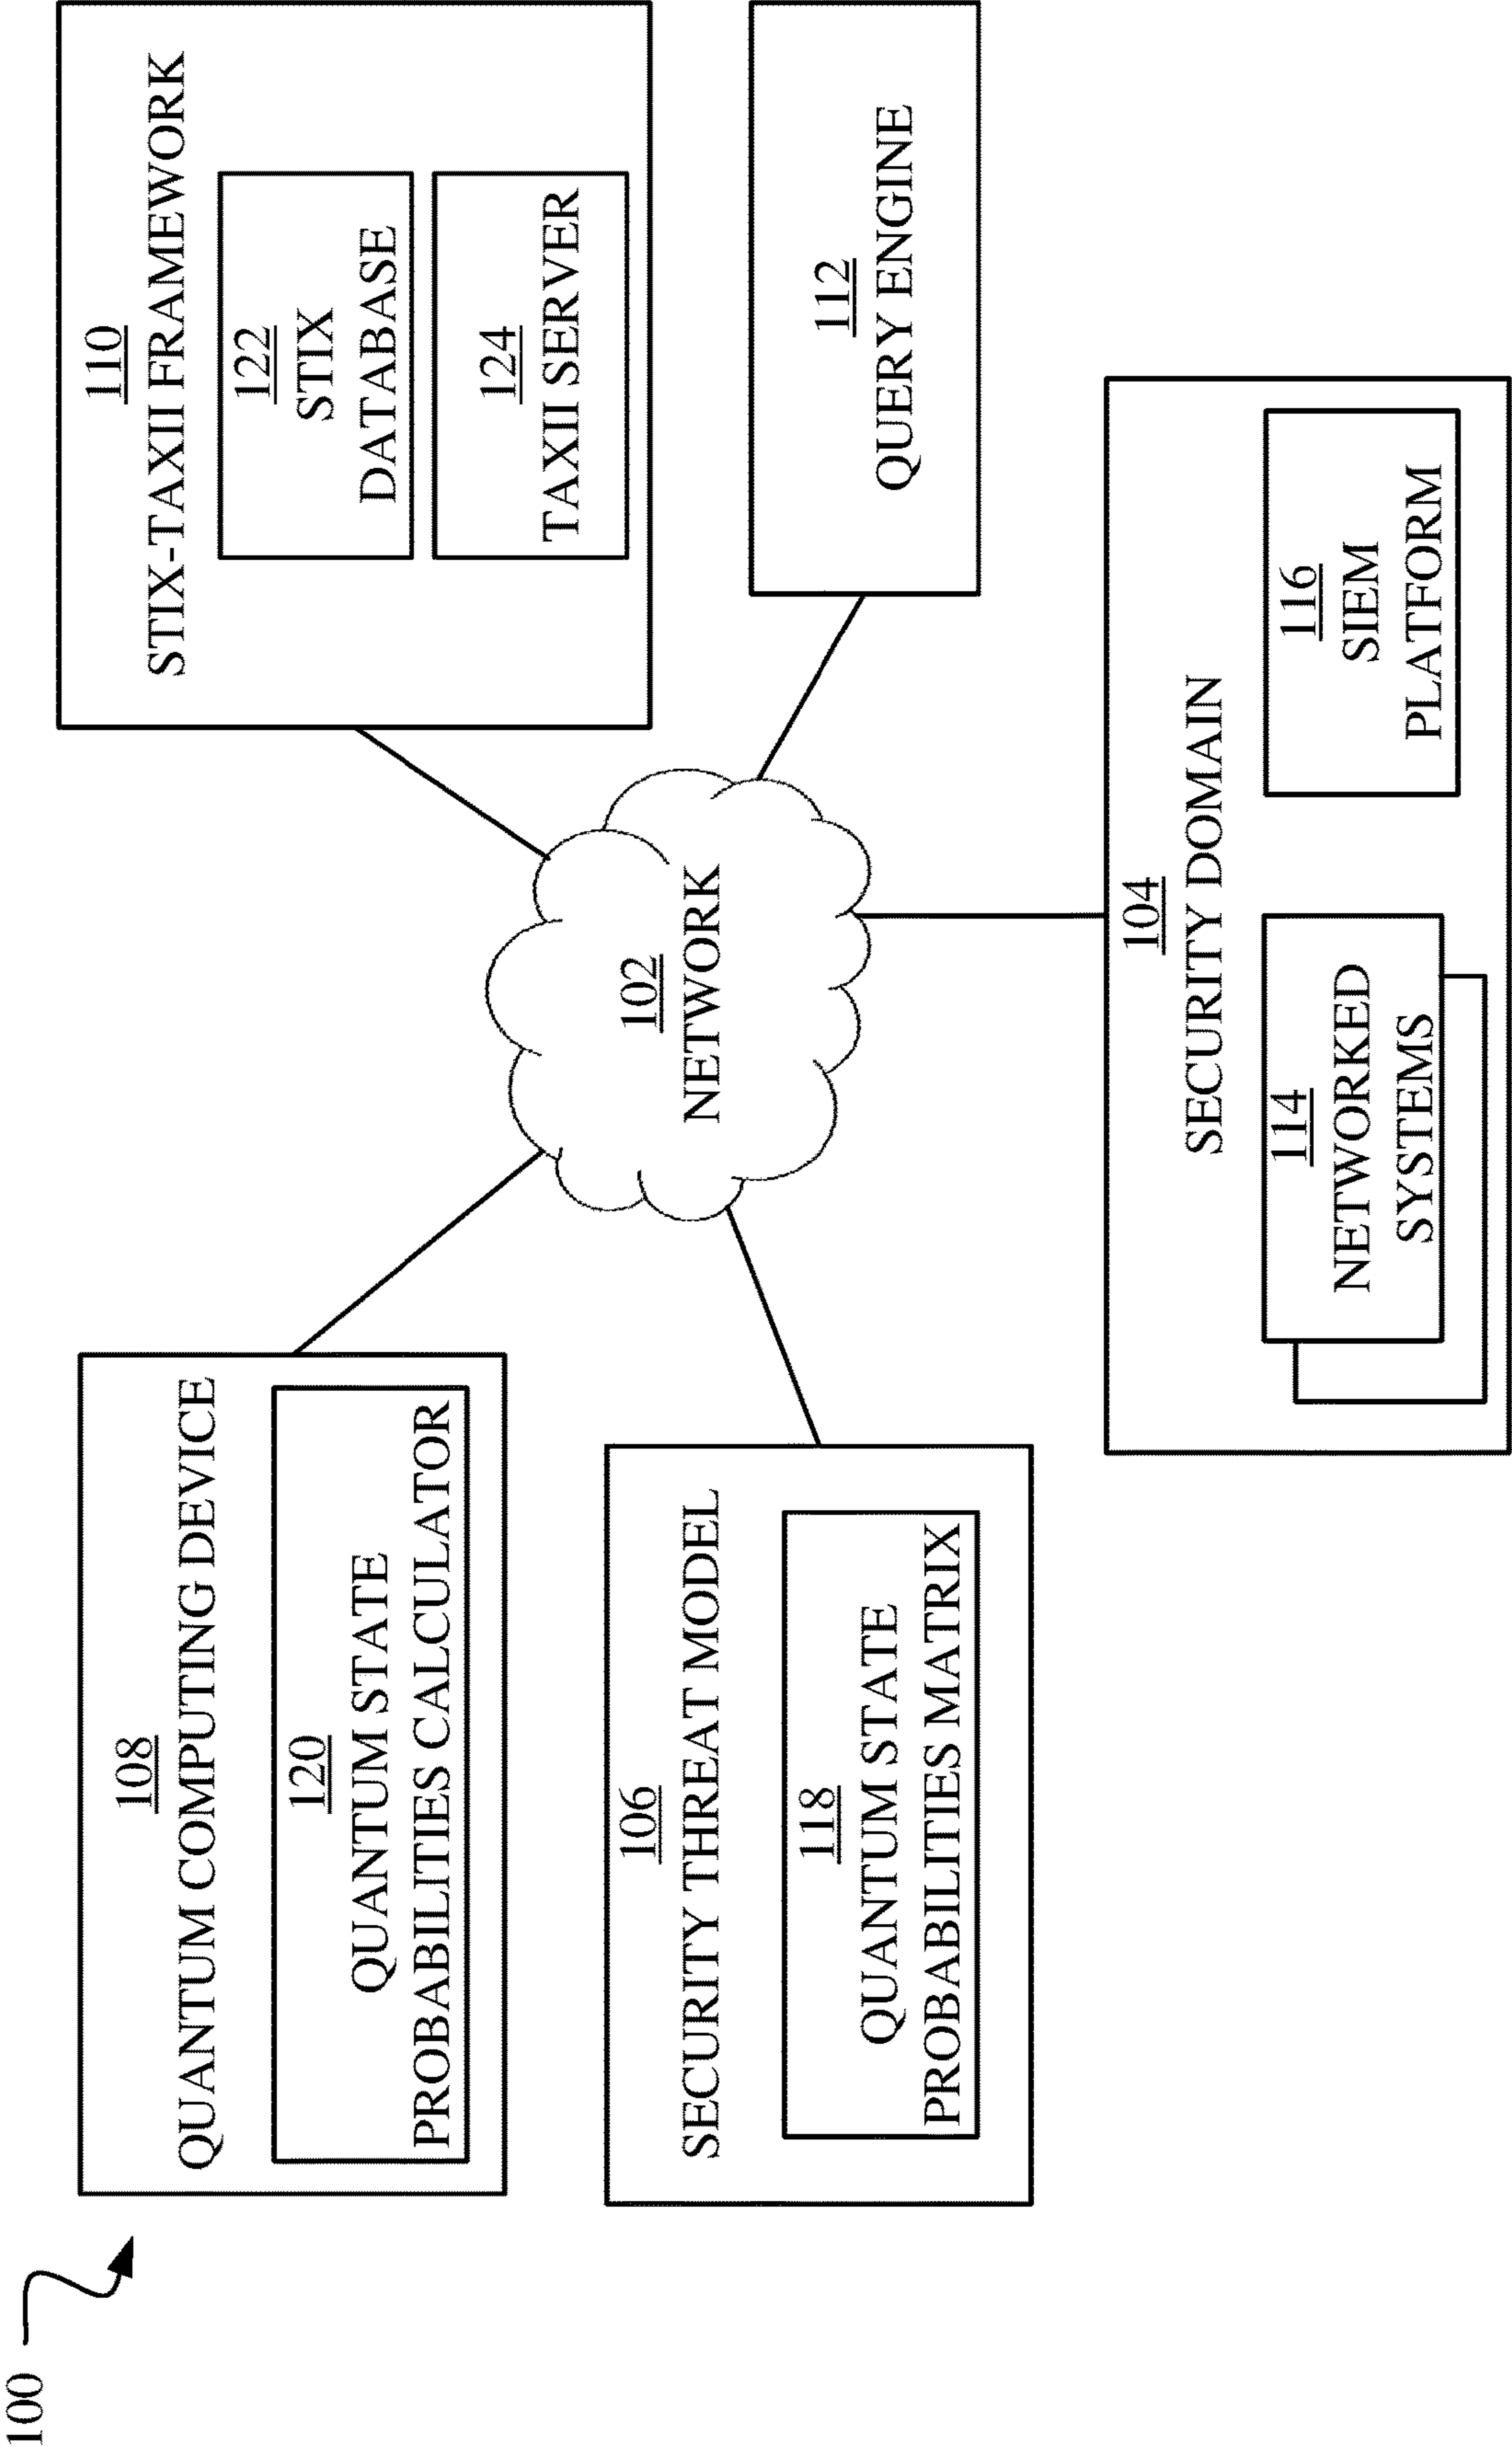 100
108
QUANTUM COMPUTING DEVICE
120
QUANTUM STATE
PROBABILITIES CALCULATOR
110
STIX-TAXII FRAMEWORK
122
STIX
DATABASE
124
TAXII SERVER
102
NETWORK
106
SECURITY THREAT MODEL
118
QUANTUM STATE
PROBABILITIES MATRIX
112
QUERY ENGINE
104
SECURITY DOMAIN
114
NETWORKED
SYSTEMS
116
SIEM
PLATFORM